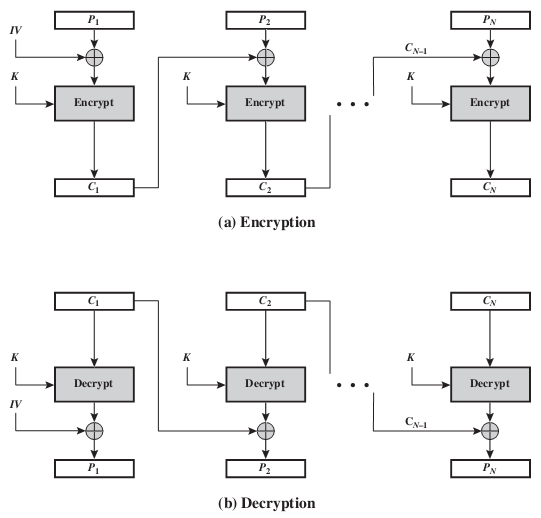 P1 P2 PN
IV CN–1
K K K
Encrypt Encrypt • • • Encrypt
C1 C2 CN
(a) Encryption
C1 C2 CN
K K K
Decrypt Decrypt • • • Decrypt
IV CN–1
P1 P2 PN
(b) Decryption